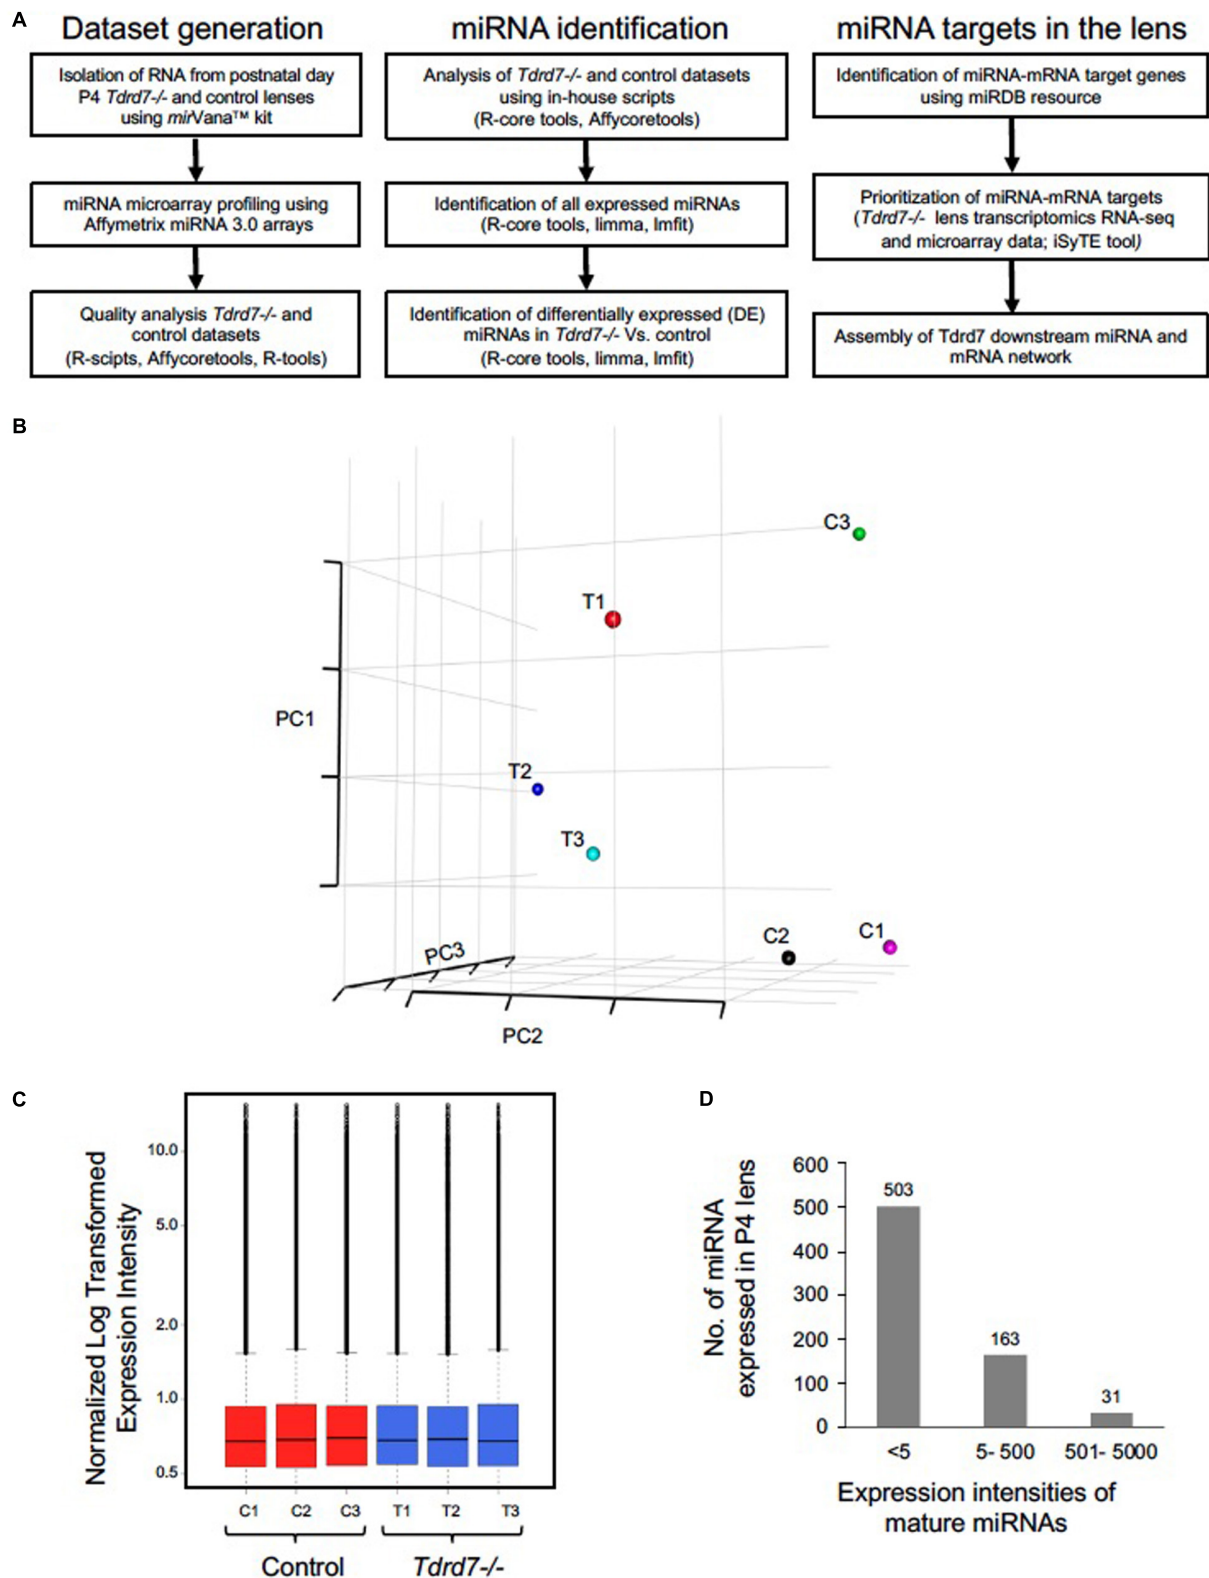 A
Dataset generation
Isolation of RNA from postnatal day
P4 Tdrd7-/- and control lenses
using mirVana™ kit
miRNA microarray profiling using
Affymetrix miRNA 3.0 arrays
Quality analysis Tdrd7-/- and
control datasets
(R-scipts, Affycoretools, R-tools)
miRNA identification
Analysis of Tdrd7-/- and control datasets
using in-house scripts
(R-core tools, Affycoretools)
Identification of all expressed miRNAs
(R-core tools, limma, lmfit)
Identification of differentially expressed (DE)
miRNAs in Tdrd7-/- Vs. control
(R-core tools, limma, lmfit)
miRNA targets in the lens
Identification of miRNA-mRNA target genes
using miRDB resource
Prioritization of miRNA-mRNA targets
(Tdrd7-/- lens transcriptomics RNA-seq
and microarray data; iSyTE tool)
Assembly of Tdrd7 downstream miRNA and
mRNA network
B
C3
T1
PC1
T2
T3
C2
C1
PC3
PC2
C
Normalized Log Transformed
Expression Intensity
10.0
5.0
2.0
1.0
0.5
C1 C2 C3 T1 T2 T3
Control Tdrd7-/-
D
No. of miRNA
expressed in P4 lens
600
500
400
300
200
100
0
503
163
31
<5 5- 500 501- 5000
Expression intensities of
mature miRNAs